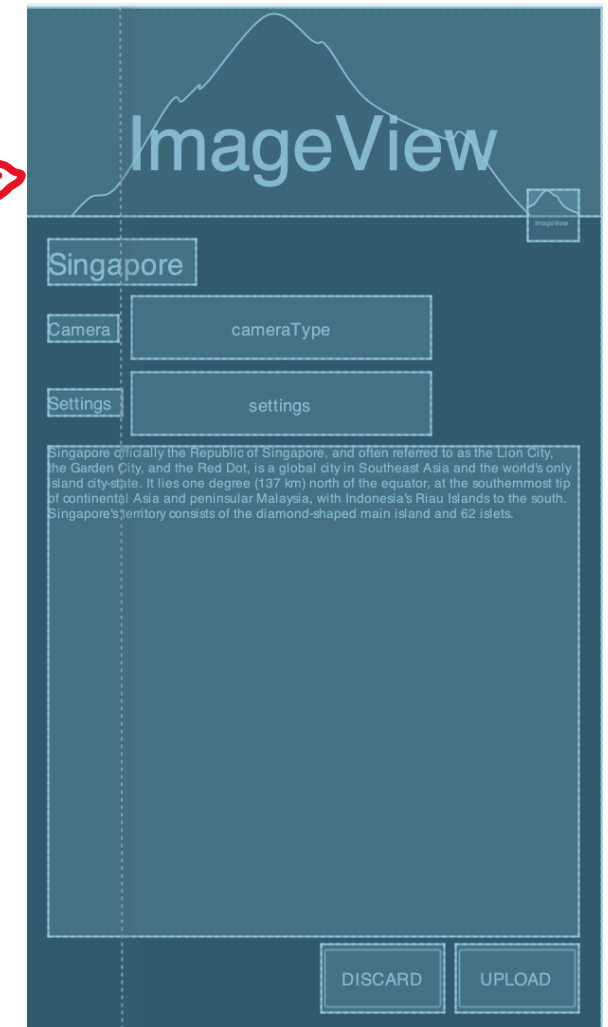 ImageView
ImageView
Singapore
Camera
cameraType
Settings
settings
Singapore officially the Republic of Singapore, and often referred to as the Lion City,
the Garden City, and the Red Dot, is a global city in Southeast Asia and the world's only
island city-state. It lies one degree (137 km) north of the equator, at the southernmost tip
of continental Asia and peninsular Malaysia, with Indonesia's Riau Islands to the south.
Singapore's territory consists of the diamond-shaped main island and 62 islets.
DISCARD
UPLOAD